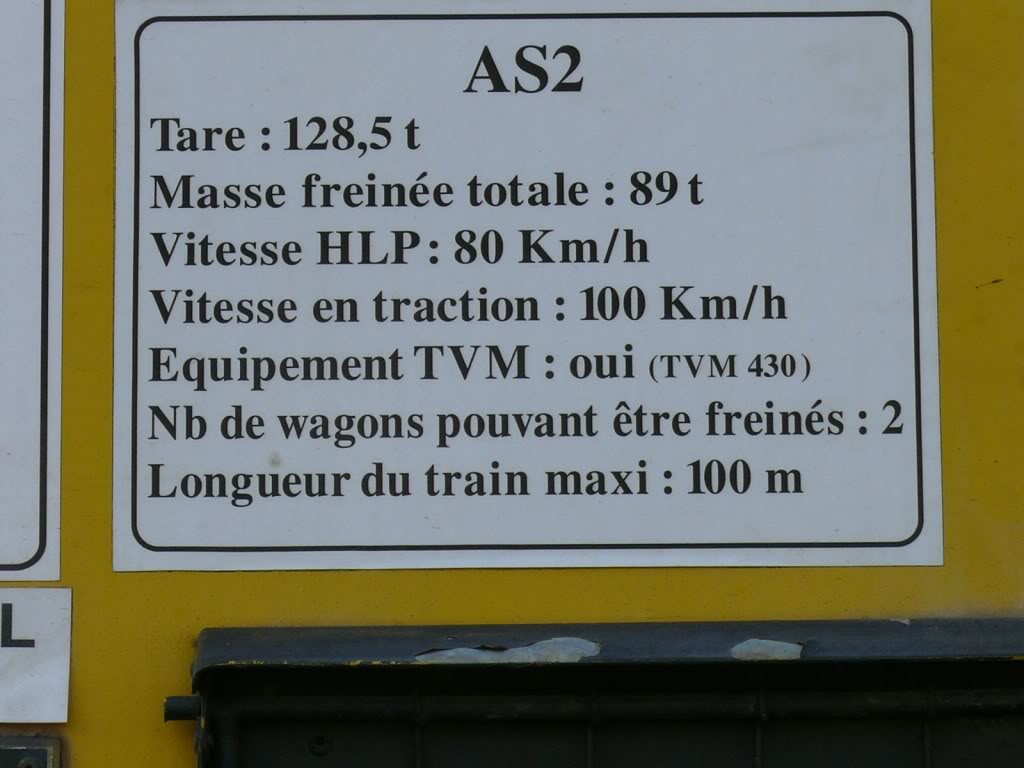 AS2
Tare : 128,5 t
Masse freinée totale : 89 t
Vitesse HLP : 80 Km/h
Vitesse en traction : 100 Km/h
Equipement TVM : oui (TVM 430)
Nb de wagons pouvant être freinés : 2
Longueur du train maxi : 100 m
L